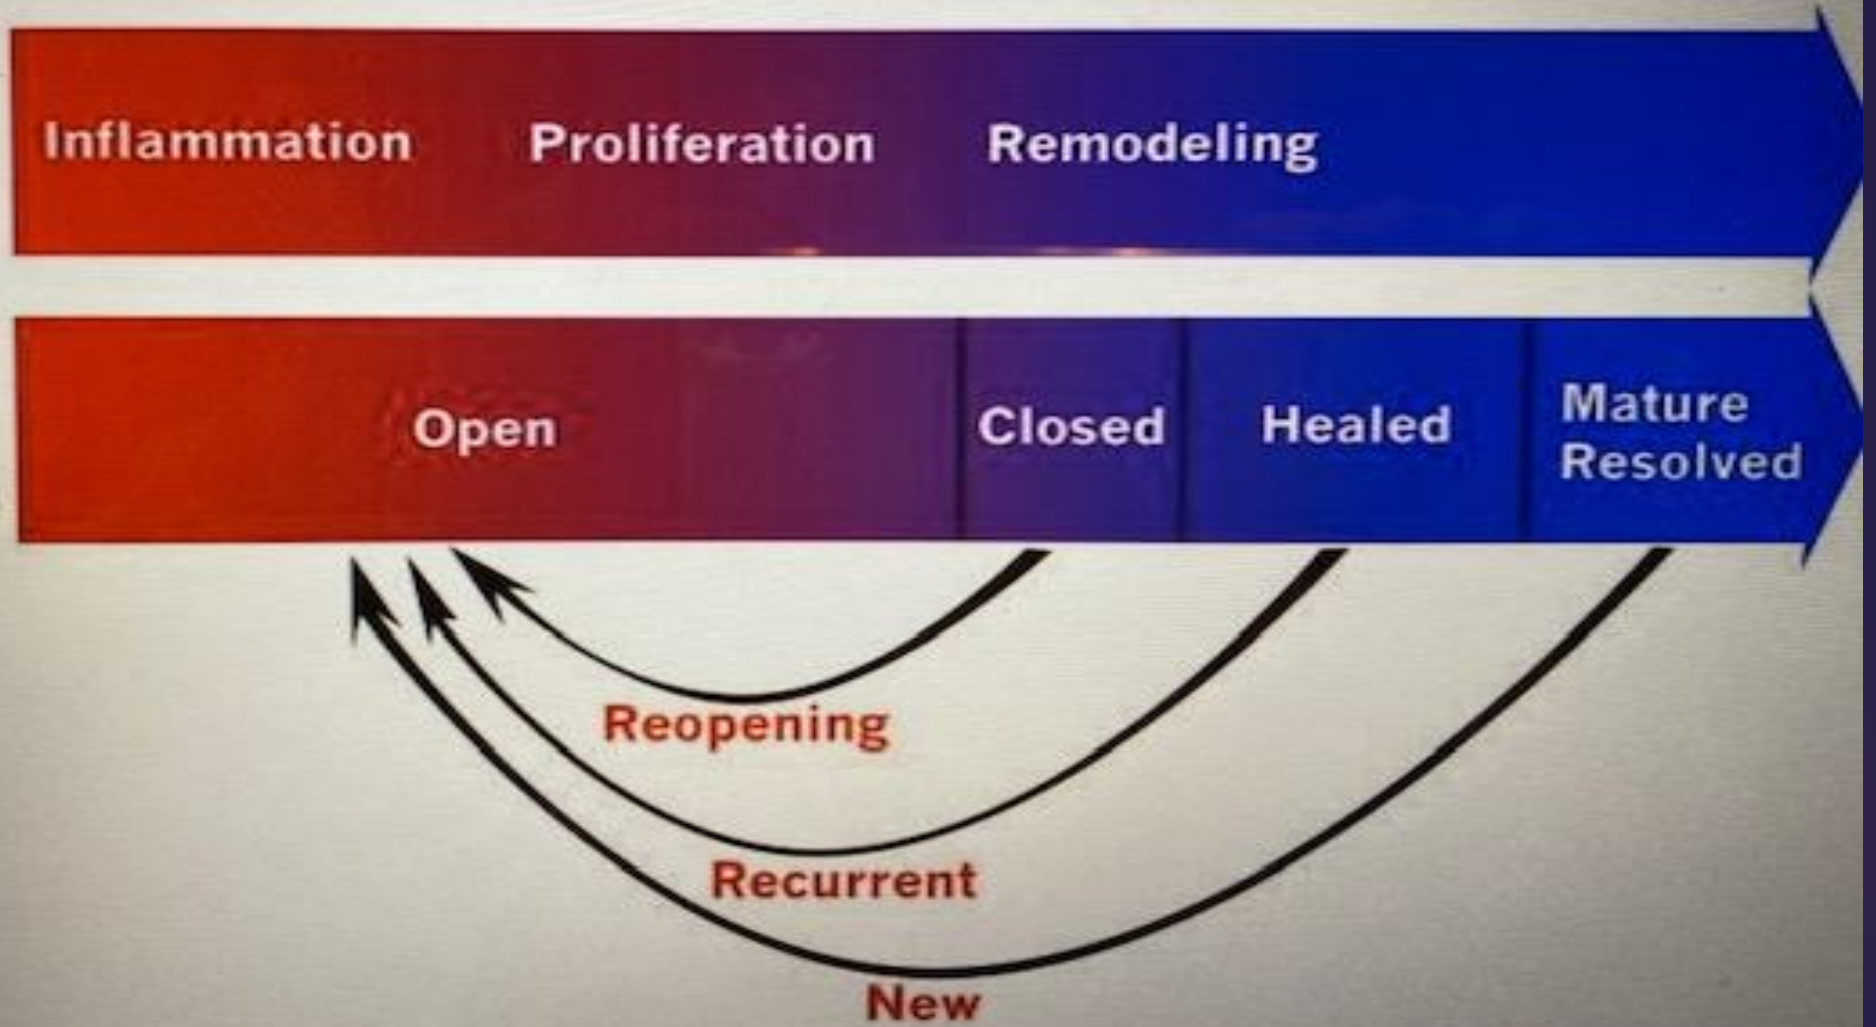 Inflammation Proliferation Remodeling
Open Closed Healed Mature
Resolved
Reopening
Recurrent
New